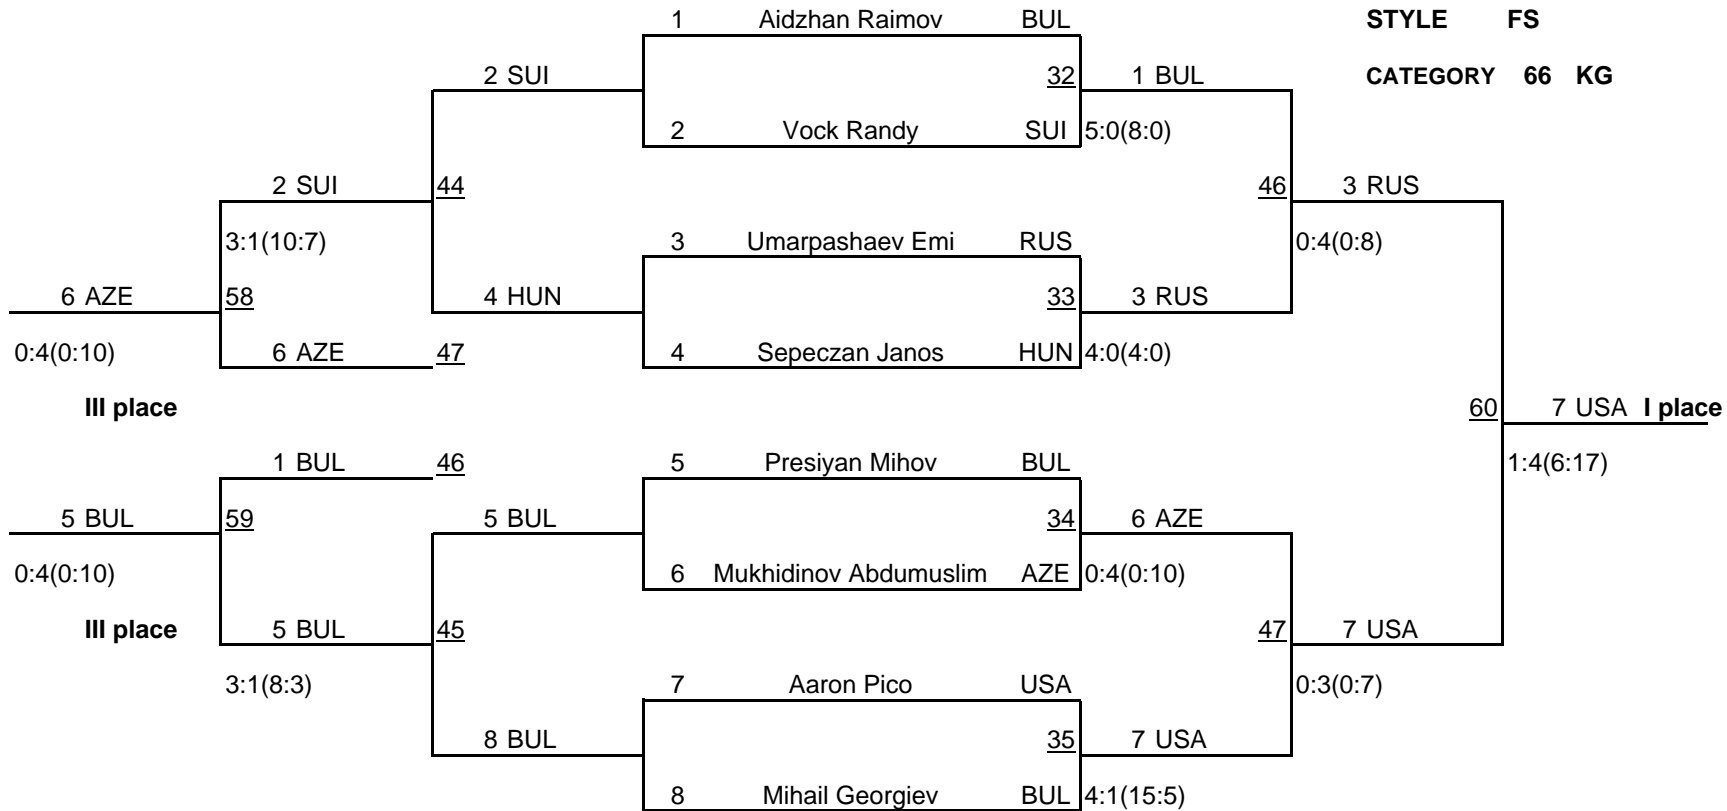 1 Aidzhan Raimov BUL STYLE FS
2 SUI 32 1 BUL CATEGORY 66 KG
2 Vock Randy SUI 5:0(8:0)
2 SUI 44 46 3 RUS
3:1(10:7) 3 Umarpashaev Emi RUS 0:4(0:8)
6 AZE 58 4 HUN 33 3 RUS
0:4(0:10) 6 AZE 47 4 Sepeczan Janos HUN 4:0(4:0)
III place 60 7 USA I place
1 BUL 46 5 Presiyan Mihov BUL 1:4(6:17)
5 BUL 59 5 BUL 34 6 AZE
0:4(0:10) 6 Mukhidinov Abdumuslim AZE 0:4(0:10)
III place 5 BUL 45 47 7 USA
3:1(8:3) 7 Aaron Pico USA 0:3(0:7)
8 BUL 35 7 USA
8 Mihail Georgiev BUL 4:1(15:5)